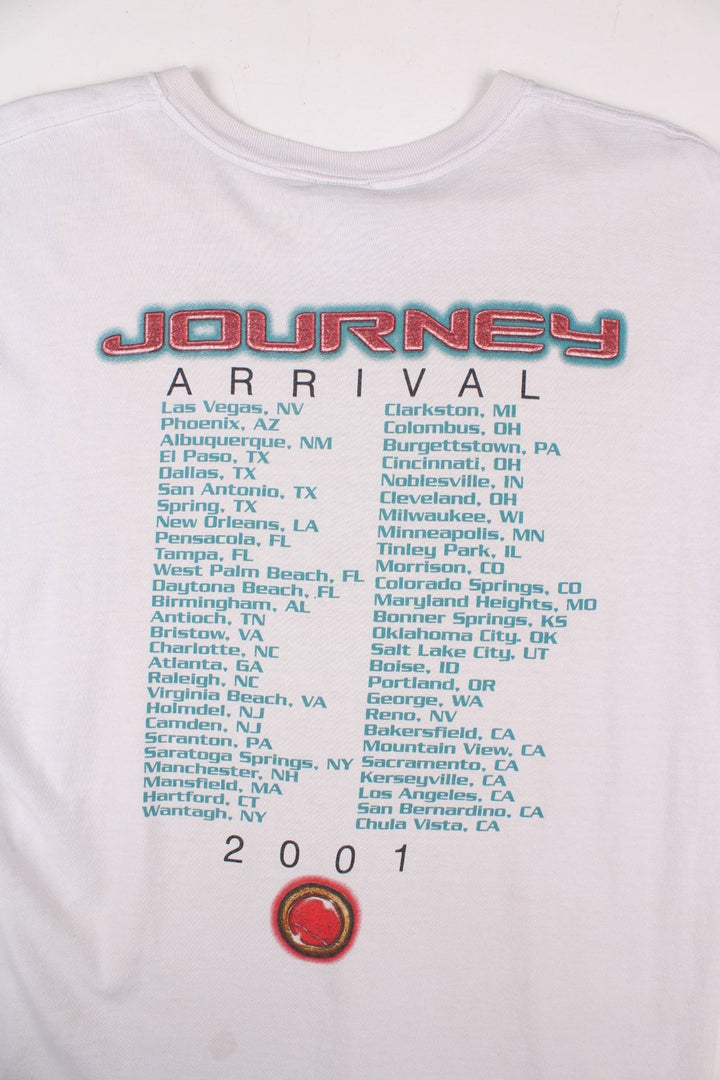 JOURNEY
ARRIVAL
Las Vegas, NV
Phoenix, AZ
Albuquerque, NM
El Paso, TX
Dallas, TX
San Antonio, TX
Spring, TX
New Orleans, LA
Pensacola, FL
Tampa, FL
West Palm Beach, FL
Daytona Beach, FL
Birmingham, AL
Antioch, TN
Bristow, VA
Charlotte, NC
Atlanta, GA
Raleigh, NC
Virginia Beach, VA
Holmdel, NJ
Camden, NJ
Scranton, PA
Saratoga Springs, NY
Manchester, NH
Mansfield, MA
Hartford, CT
Wantagh, NY
Clarkston, MI
Colombus, OH
Burgettstown, PA
Cincinnati, OH
Noblesville, IN
Cleveland, OH
Milwaukee, WI
Minneapolis, MN
Tinley Park, IL
Morrison, CO
Colorado Springs, CO
Maryland Heights, MO
Bonner Springs, KS
Oklahoma City, OK
Salt Lake City, UT
Boise, ID
Portland, OR
George, WA
Reno, NV
Bakersfield, CA
Mountain View, CA
Sacramento, CA
Kerseyville, CA
Los Angeles, CA
San Bernardino, CA
Chula Vista, CA
2001